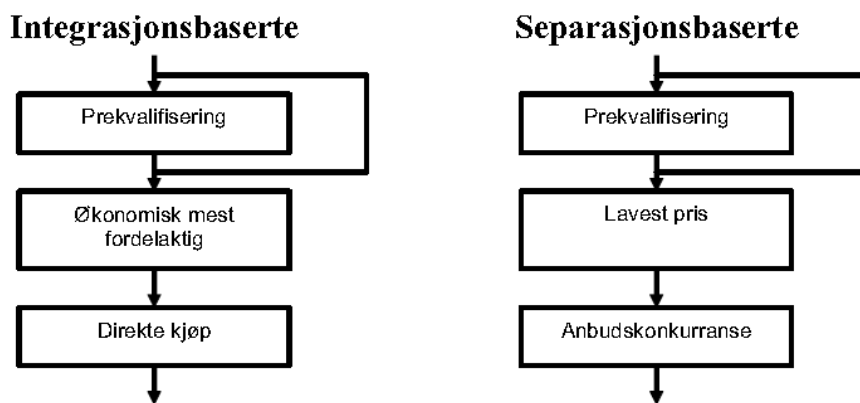 Integrasjonsbaserte
Prekvalifisering
Økonomisk mest
fordelaktig
Direkte kjøp
Separasjonsbaserte
Prekvalifisering
Lavest pris
Anbudskonkurranse